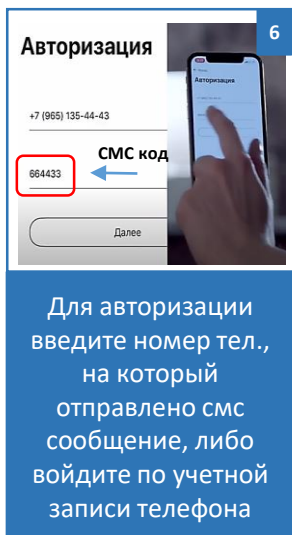 6
Авторизация
+7 (965) 135-44-43
СМС код
664433
Далее
Авторизация
Для авторизации
введите номер тел.,
на который
отправлено смс
сообщение, либо
войдите по учетной
записи телефона